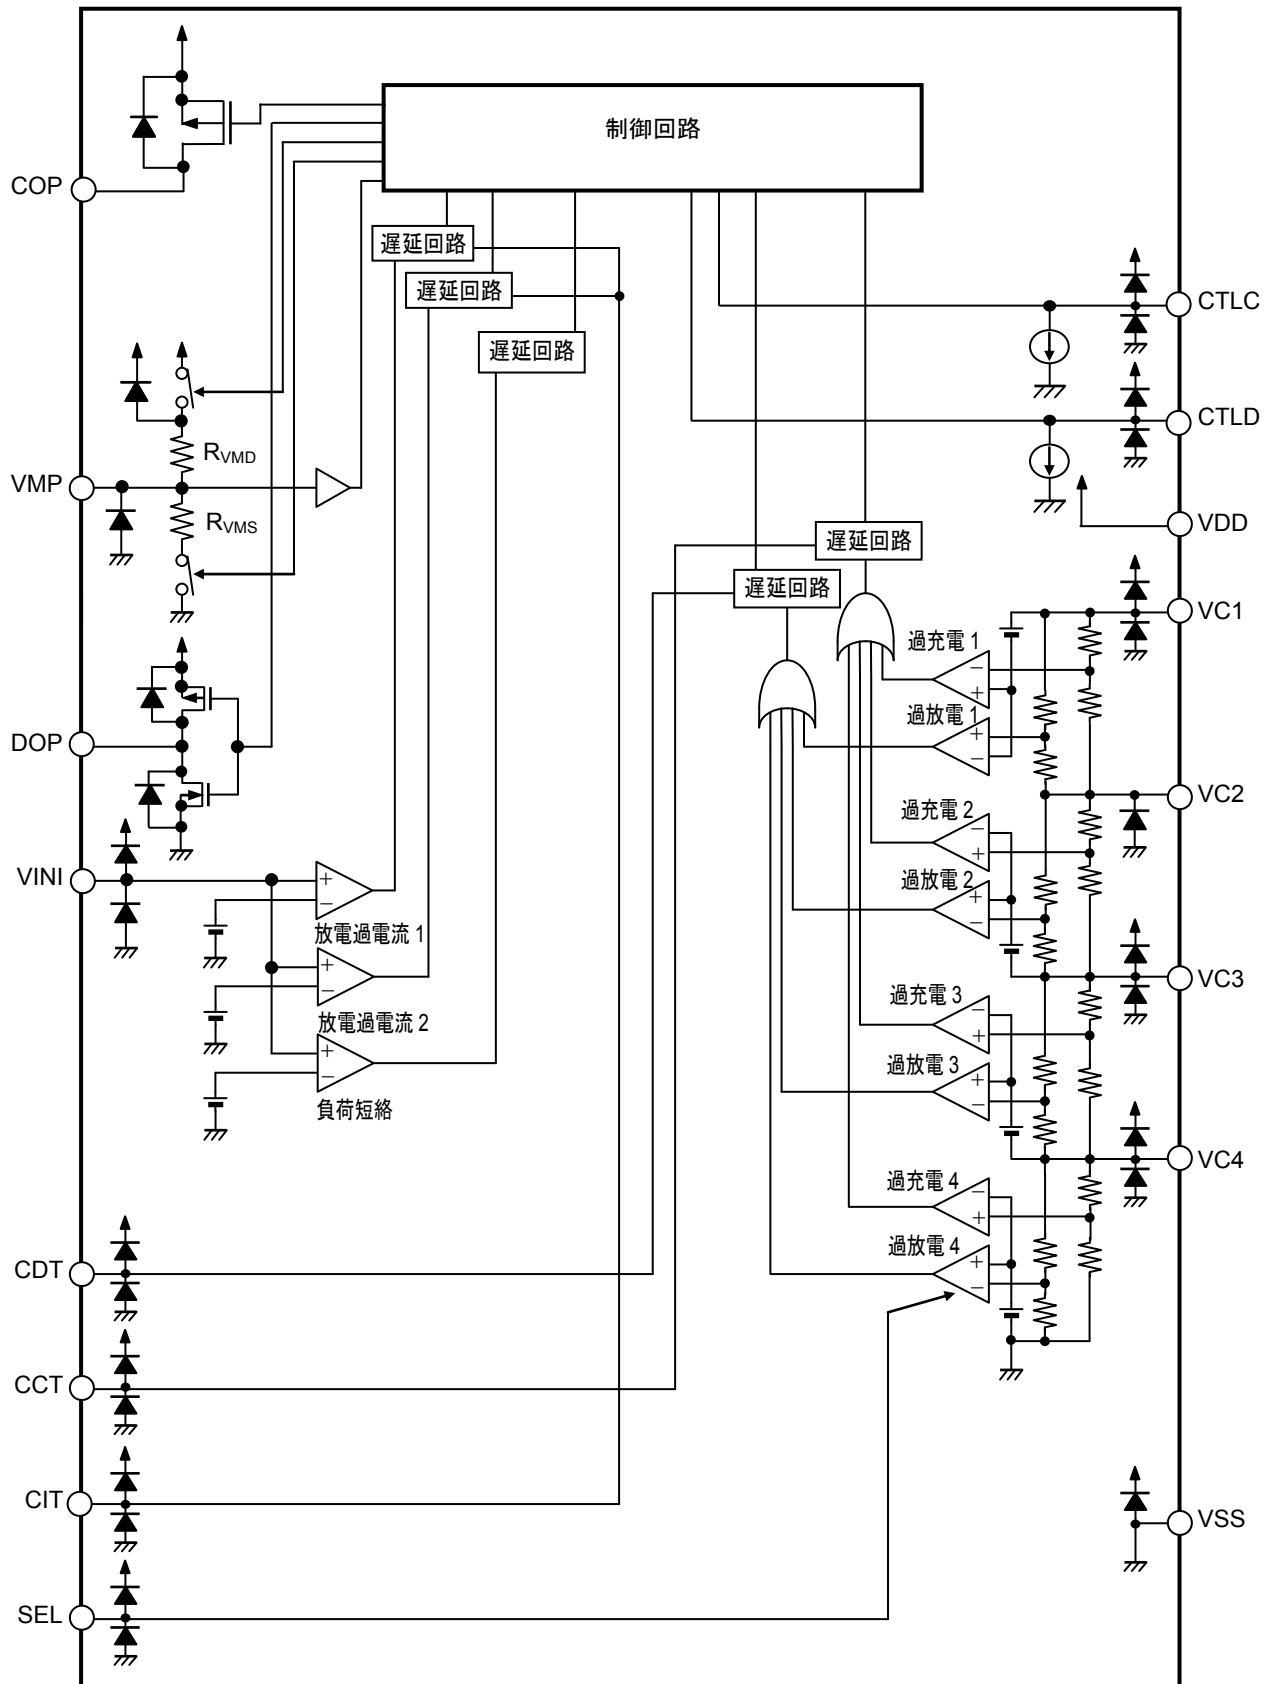 制御回路
COP
遅延回路
遅延回路
遅延回路
CTLC
CTLD
RVMD
VMP
RVMS
VDD
遅延回路
遅延回路
VC1
過充電 1
−
+
過放電 1
+
−
DOP
VC2
過充電 2
−
+
VINI
+
−
過放電 2
+
−
放電過電流 1
+
−
VC3
過充電 3
−
+
放電過電流 2
+
−
過放電 3
+
−
負荷短絡
VC4
過充電 4
−
+
過放電 4
+
−
CDT
CCT
CIT
VSS
SEL